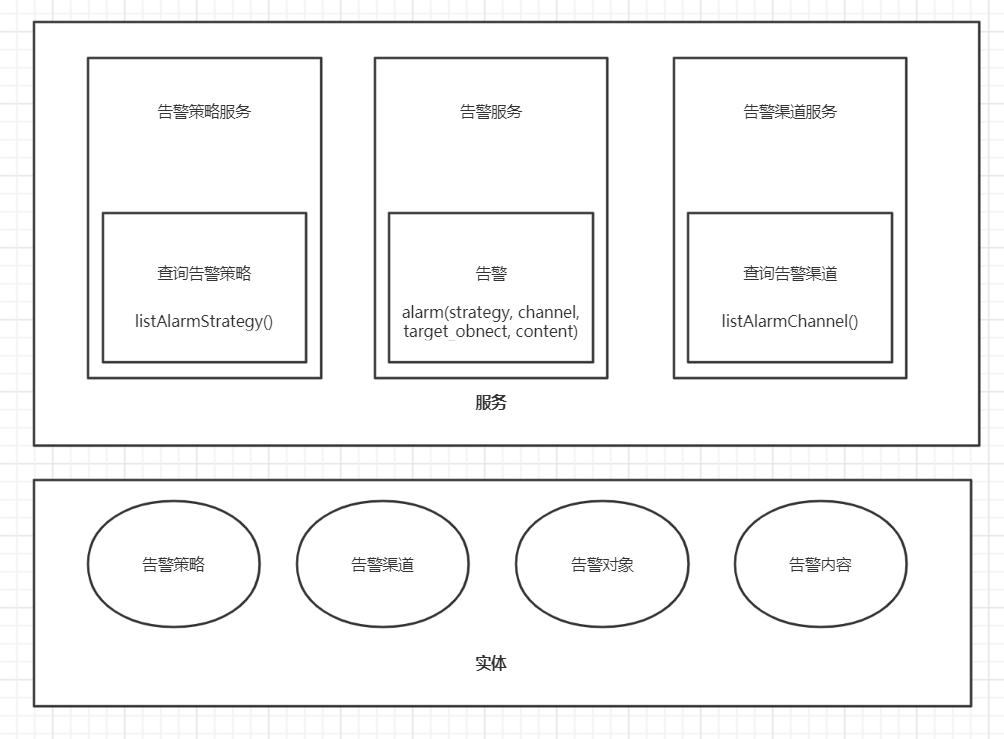 告警策略服务
告警服务
告警渠道服务
查询告警策略
listAlarmStrategy()
告警
alarm(strategy, channel,
target_obnect, content)
查询告警渠道
listAlarmChannel()
服务
告警策略
告警渠道
告警对象
告警内容
实体